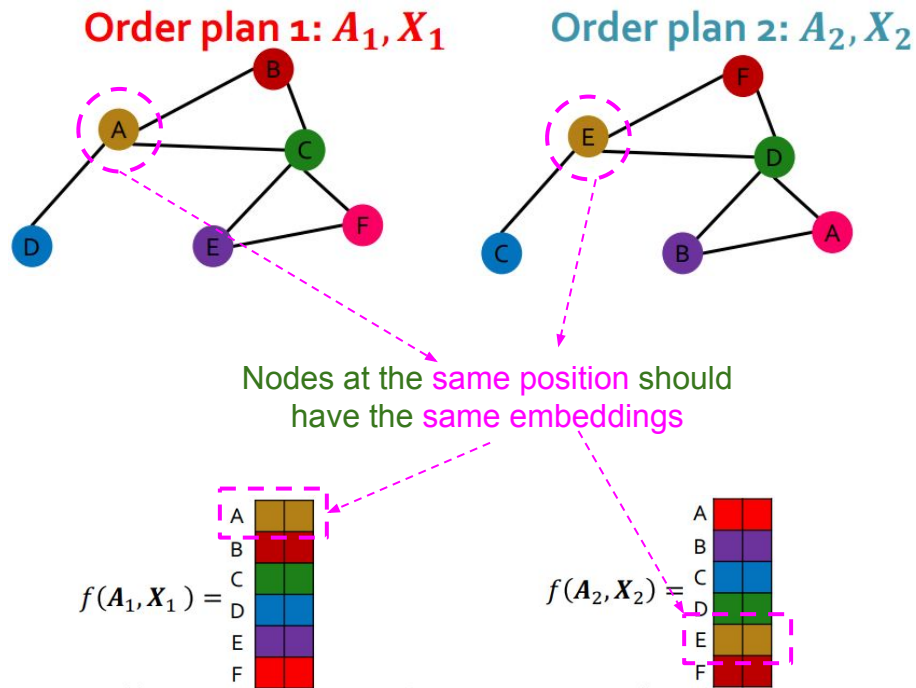 Order plan 1: A₁, X₁
Order plan 2: A₂, X₂
B
A
C
F
D
E
F
E
D
A
C
B
Nodes at the same position should
have the same embeddings
f(A₁, X₁) =
A
B
C
D
E
F
f(A₂, X₂) =
A
B
C
D
E
F